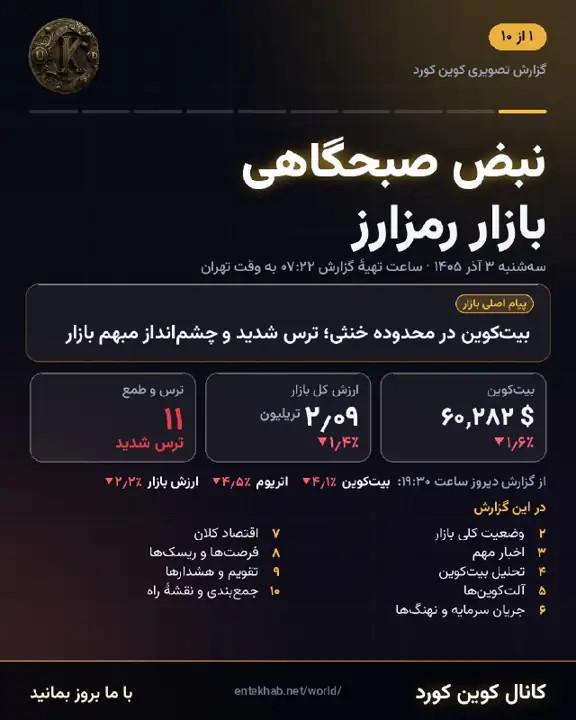 ۱ از ۱۰
گزارش تصویری کوین کورد
K
نبض صبحگاهی
بازار رمزارز
سه‌شنبه ۳ آذر ۱۴۰۵ · ساعت تهیهٔ گزارش ۰۷:۲۲ به وقت تهران
پیام اصلی بازار
بیت‌کوین در محدوده خنثی؛ ترس شدید و چشم‌انداز مبهم بازار
بیت‌کوین
$ ۶۰,۲۸۲
▼۱٫۶٪
ارزش کل بازار
۲٫۰۹ تریلیون
▼۱٫۴٪
ترس و طمع
۱۱
ترس شدید
از گزارش دیروز ساعت ۱۹:۳۰: بیت‌کوین ۴٫۱٪▼ اتریوم ۴٫۵٪▼ ارزش بازار ۲٫۲٪▼
در این گزارش
۲ وضعیت کلی بازار
۳ اخبار مهم
۴ تحلیل بیت‌کوین
۵ آلت‌کوین‌ها
۶ جریان سرمایه و نهنگ‌ها
۷ اقتصاد کلان
۸ فرصت‌ها و ریسک‌ها
۹ تقویم و هشدارها
۱۰ جمع‌بندی و نقشهٔ راه
کانال کوین کورد
entekhab.net/world/
با ما بروز بمانید